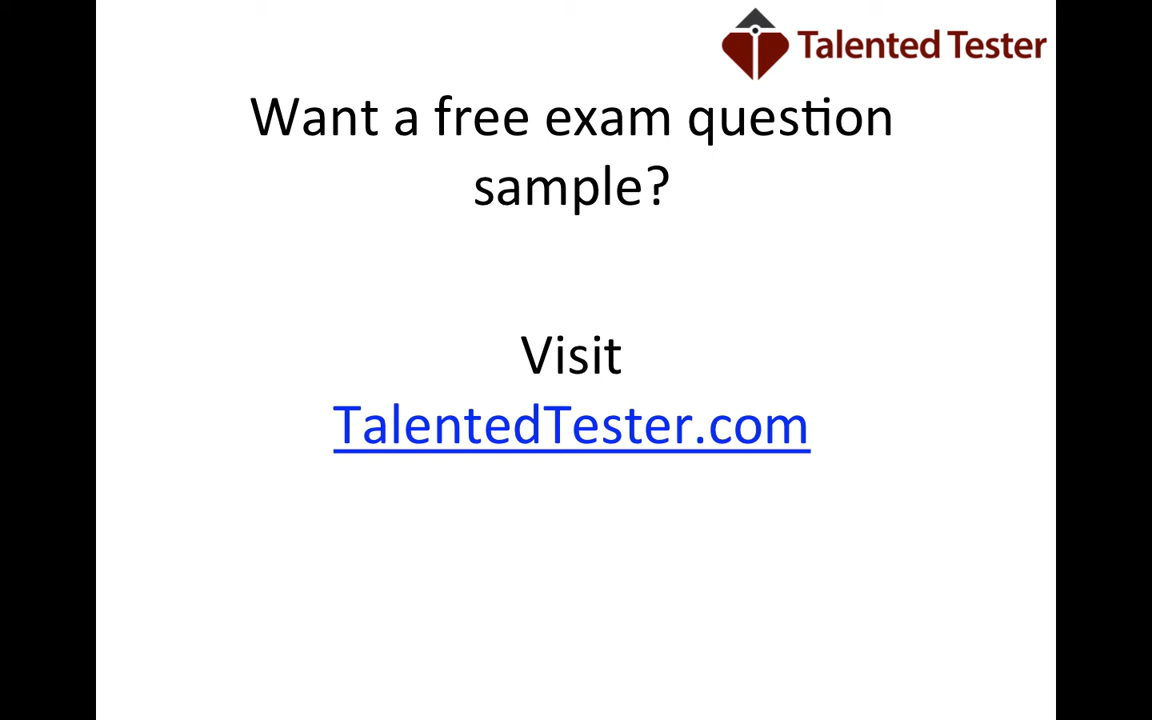 Talented Tester
Want a free exam question
sample?
Visit
TalentedTester.com